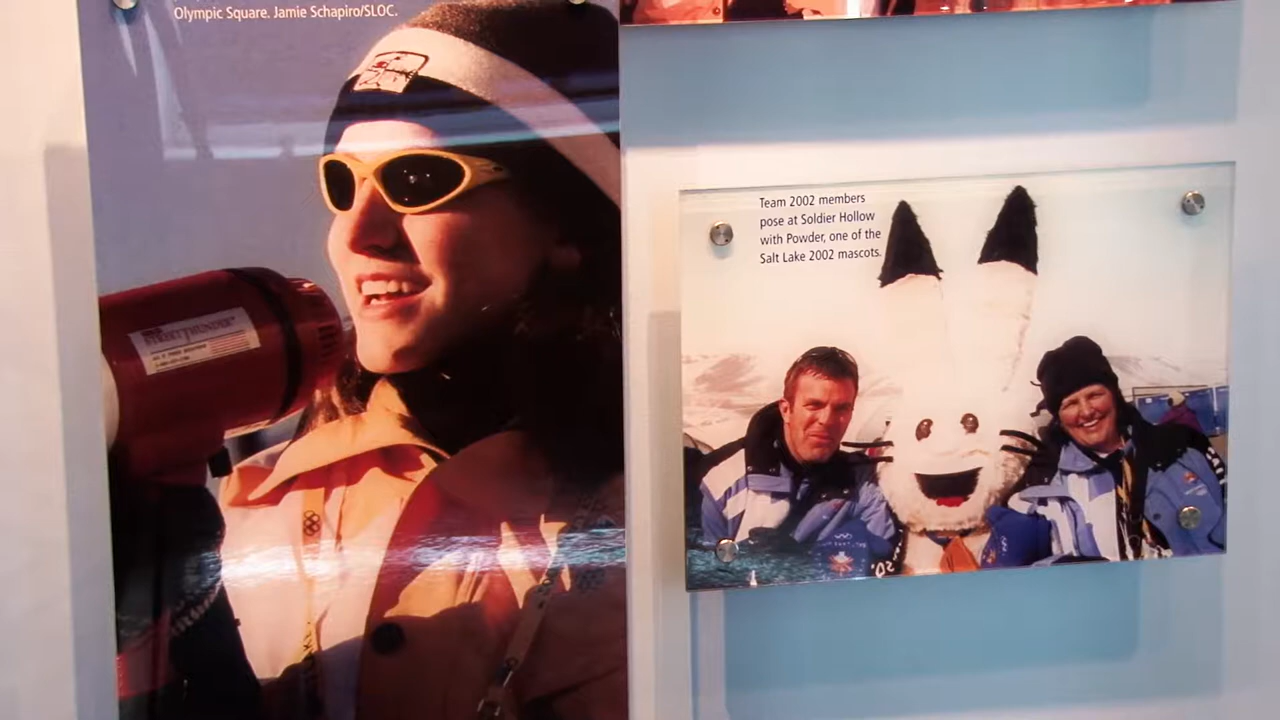 Olympic Square. Jamie Schapiro/SLOC.
Team 2002 members
pose at Soldier Hollow
with Powder, one of the
Salt Lake 2002 mascots.
'02